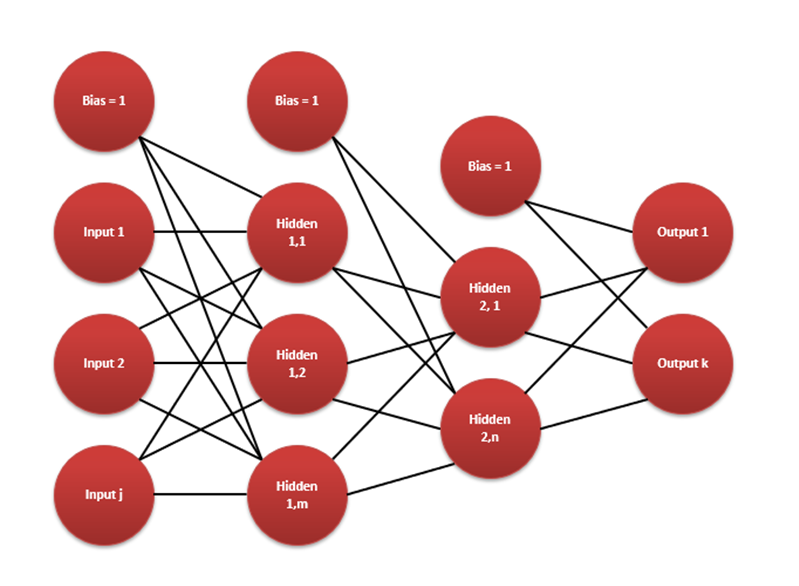 Bias = 1
Bias = 1
Bias = 1
Input 1
Hidden
1,1
Output 1
Hidden
2, 1
Input 2
Hidden
1,2
Output k
Hidden
2,n
Input j
Hidden
1,m